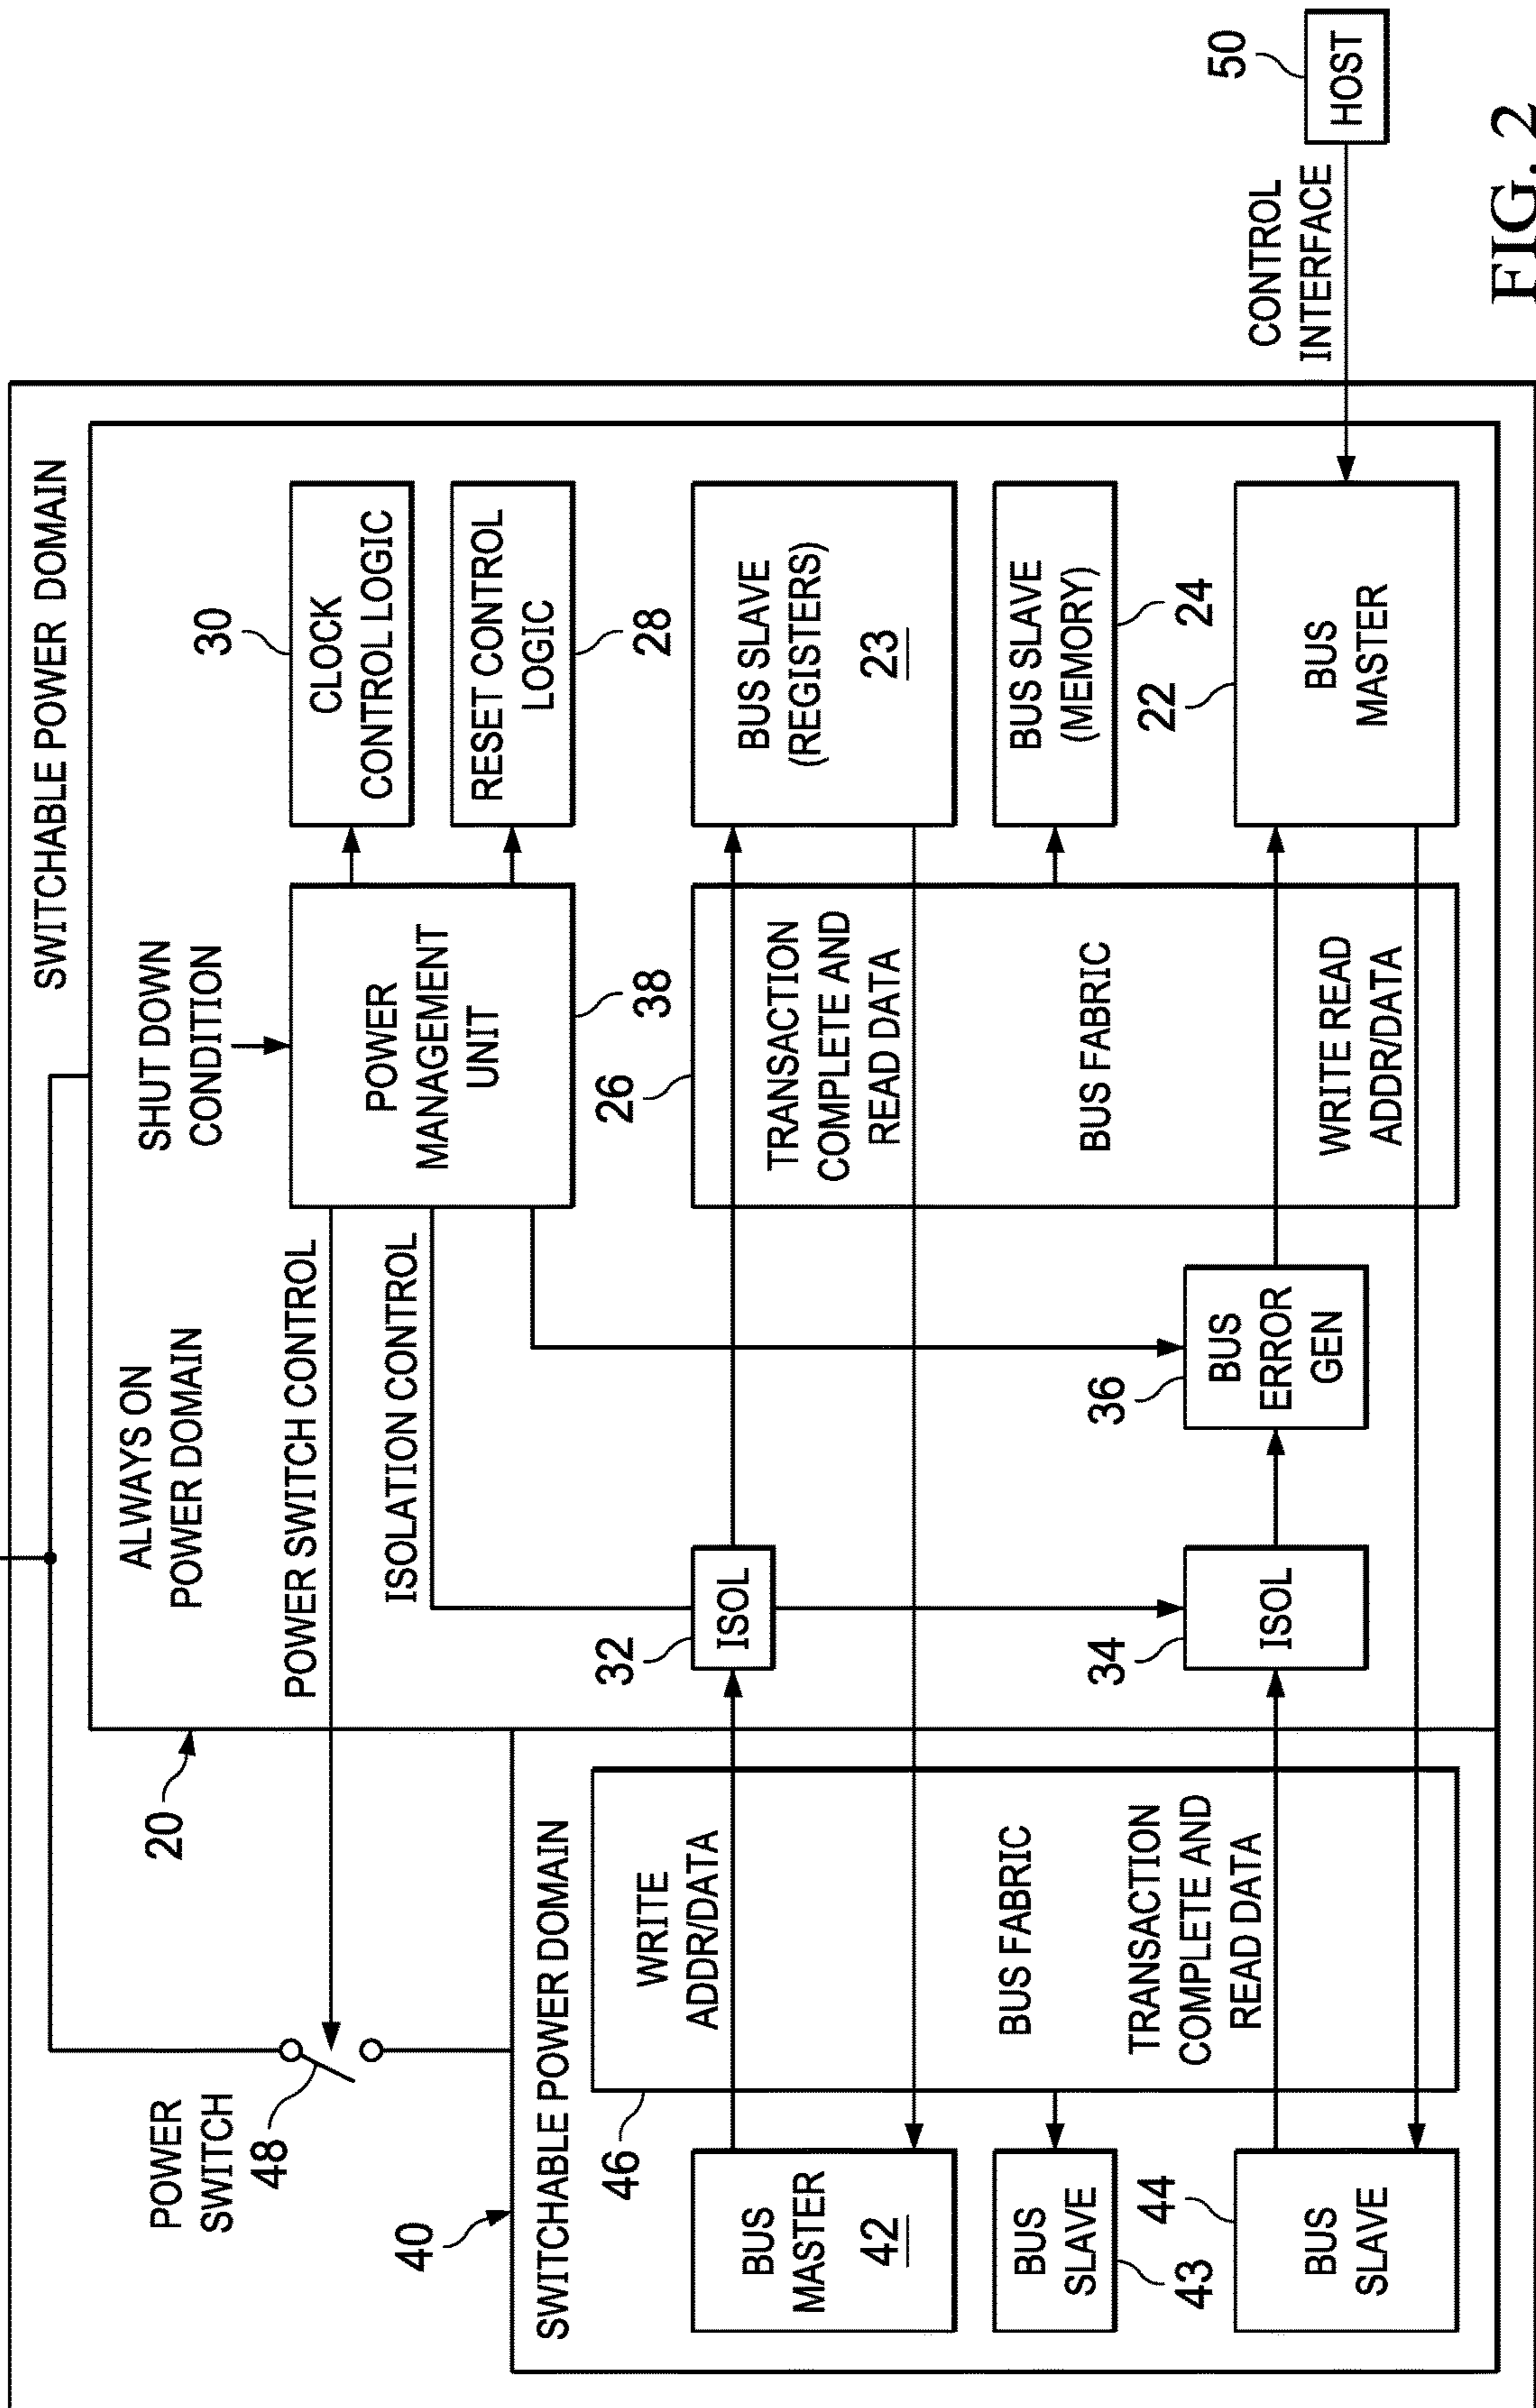 SWITCHABLE POWER DOMAIN
POWER
SWITCH
48
20
ALWAYS ON
POWER DOMAIN
SHUT DOWN
CONDITION
30
CLOCK
CONTROL LOGIC
POWER SWITCH CONTROL
ISOLATION CONTROL
POWER
MANAGEMENT
UNIT
38
RESET CONTROL
LOGIC
28
40
SWITCHABLE POWER DOMAIN
46
BUS
MASTER
42
WRITE
ADDR/DATA
32
ISOL
26
TRANSACTION
COMPLETE AND
READ DATA
BUS SLAVE
(REGISTERS)
23
BUS
SLAVE
43
BUS FABRIC
BUS FABRIC
BUS SLAVE
(MEMORY)
24
44
BUS
SLAVE
TRANSACTION
COMPLETE AND
READ DATA
34
ISOL
36
BUS
ERROR
GEN
WRITE READ
ADDR/DATA
22
BUS
MASTER
CONTROL
INTERFACE
50
HOST
FIG. 2